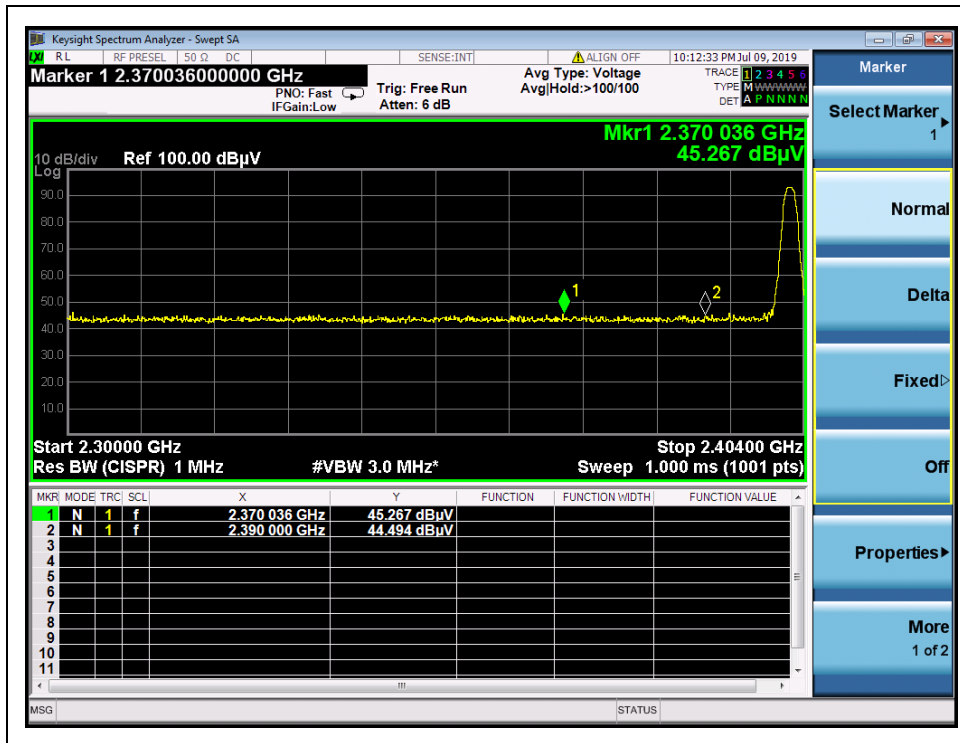 Keysight Spectrum Analyzer - Swept SA
LXI RL RF PRESEL 50 Ω DC SENSE:INT ALIGN OFF 10:12:33 PM Jul 09, 2019
Marker 1 2.370036000000 GHz
PNO: Fast
IFGain:Low
Trig: Free Run
Atten: 6 dB
Avg Type: Voltage
Avg|Hold:>100/100
TRACE 1 2 3 4 5 6
TYPE M WWWWW
DET A P N N N N
Mkr1 2.370 036 GHz
45.267 dBµV
10 dB/div Ref 100.00 dBµV
Log
90.0
80.0
70.0
60.0
50.0
40.0
30.0
20.0
10.0
1
2
Start 2.30000 GHz Stop 2.40400 GHz
Res BW (CISPR) 1 MHz #VBW 3.0 MHz* Sweep 1.000 ms (1001 pts)
MKR MODE TRC SCL X Y FUNCTION FUNCTION WIDTH FUNCTION VALUE
1 N 1 f 2.370 036 GHz 45.267 dBµV
2 N 1 f 2.390 000 GHz 44.494 dBµV
3
4
5
6
7
8
9
10
11
MSG STATUS
Marker
Select Marker
1
Normal
Delta
Fixed
Off
Properties
More
1 of 2